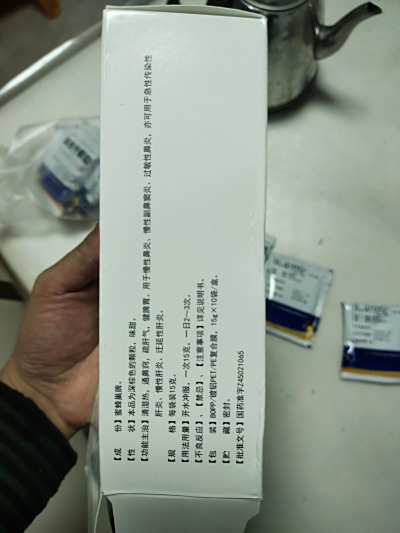 【成　　份】蜜蜂巢脾。
【性　　状】本品为深棕色的颗粒，味甜。
【功能主治】清湿热，通鼻窍，疏肝气，健脾胃。用于慢性鼻炎、慢性副鼻窦炎、过敏性鼻炎，亦可用于急性传染性
肝炎、慢性肝炎、迁延性肝炎。
【规　　格】每袋装15克。
【用法用量】开水冲服，一次15克，一日2～3次。
【不良反应】、【禁忌】、【注意事项】详见说明书。
【包　　装】BOPP/镀铝PET/PE复合膜，15g×10袋/盒。
【贮　　藏】密封。
【批准文号】国药准字Z45021065